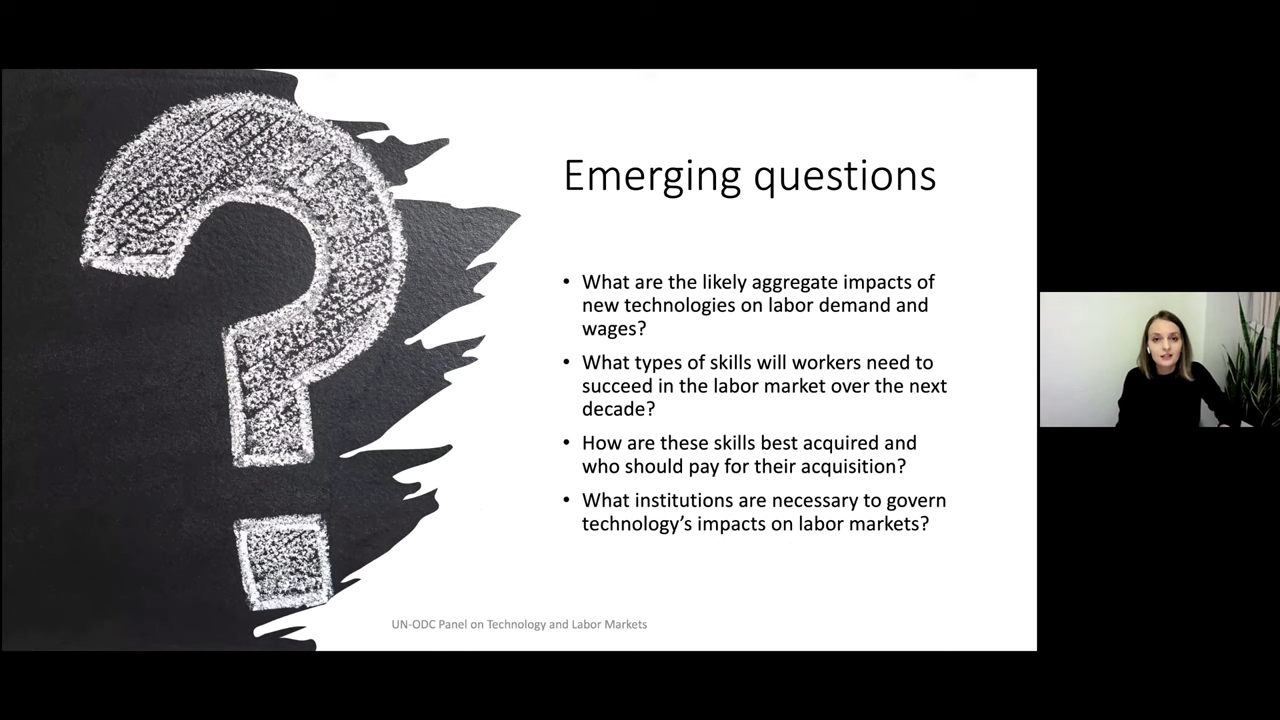 Emerging questions
• What are the likely aggregate impacts of
new technologies on labor demand and
wages?
• What types of skills will workers need to
succeed in the labor market over the next
decade?
• How are these skills best acquired and
who should pay for their acquisition?
• What institutions are necessary to govern
technology’s impacts on labor markets?
UN-ODC Panel on Technology and Labor Markets